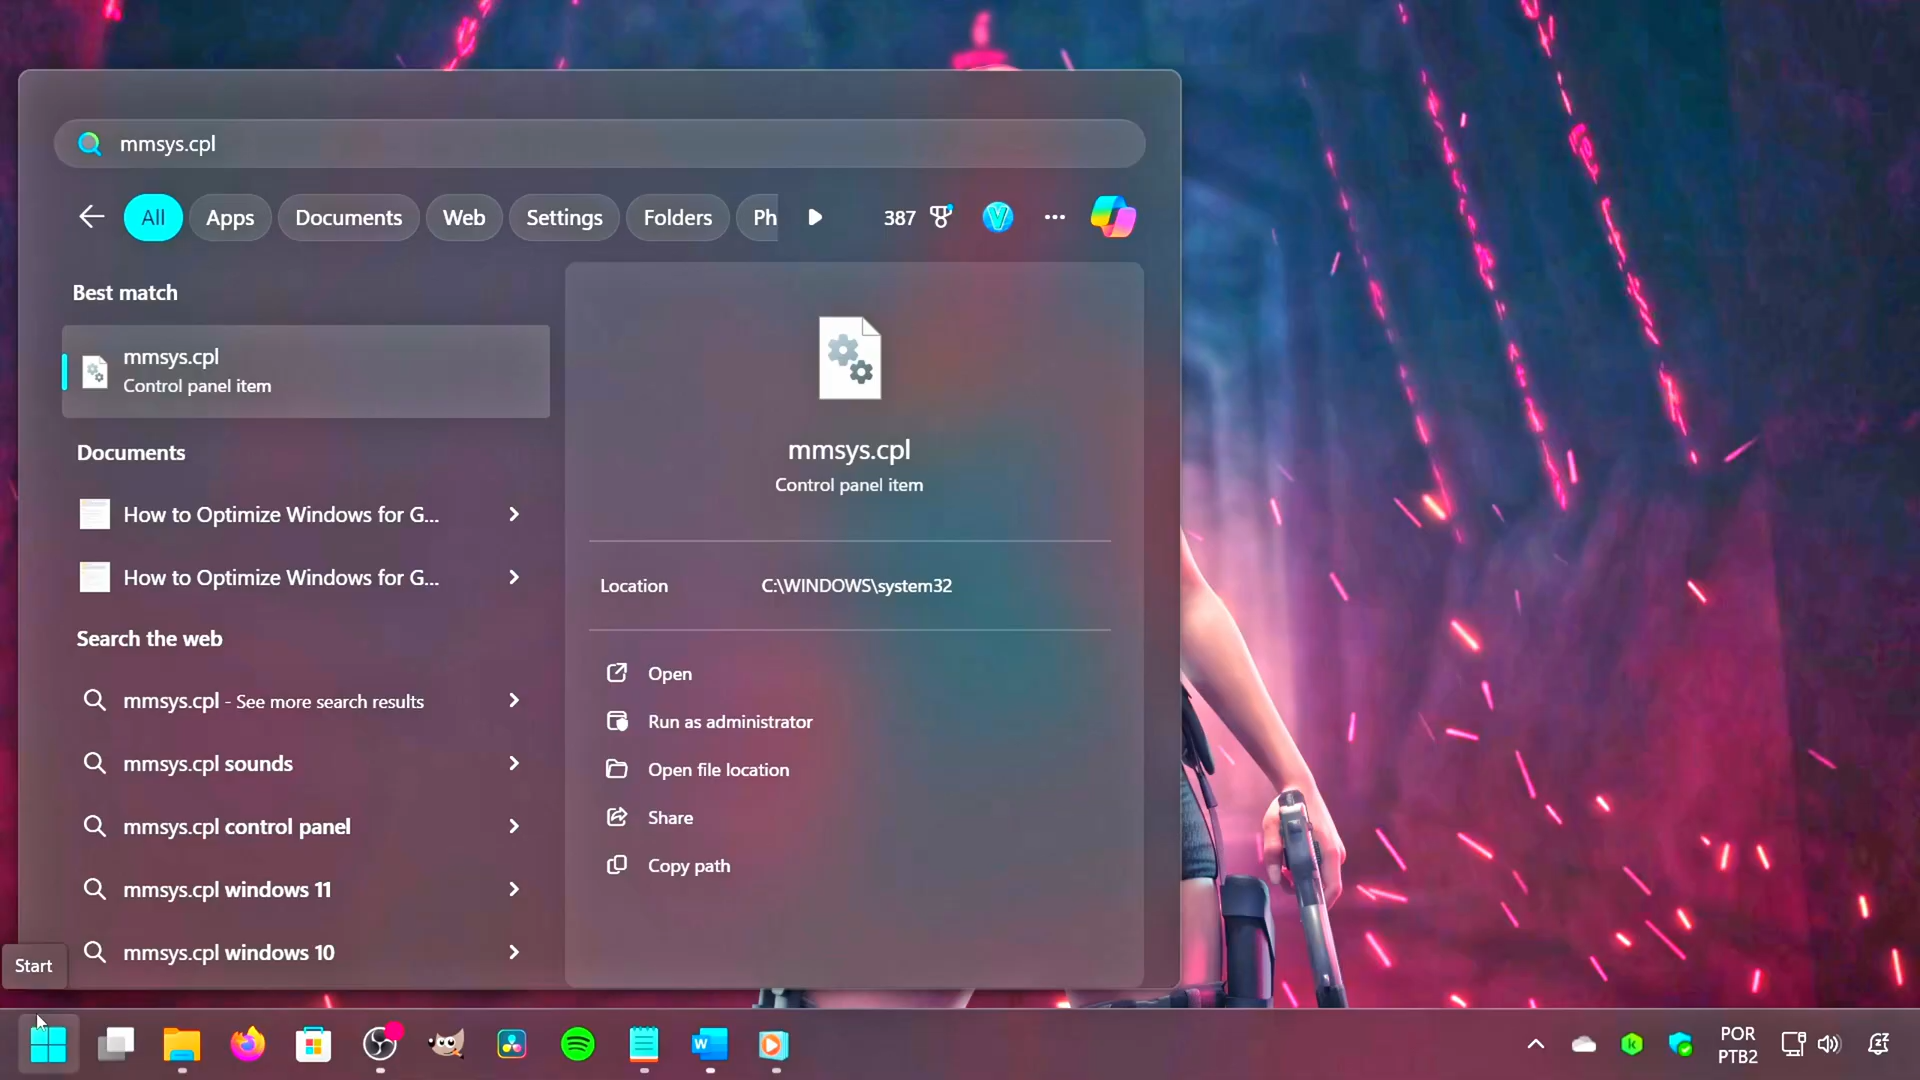 mmsys.cpl
All
Apps
Documents
Web
Settings
Folders
Ph
387
Best match
mmsys.cpl
Control panel item
Documents
How to Optimize Windows for G...
How to Optimize Windows for G...
Search the web
mmsys.cpl - See more search results
mmsys.cpl sounds
mmsys.cpl control panel
mmsys.cpl windows 11
mmsys.cpl windows 10
mmsys.cpl
Control panel item
Location C:\WINDOWS\system32
Open
Run as administrator
Open file location
Share
Copy path
Start
POR
PTB2